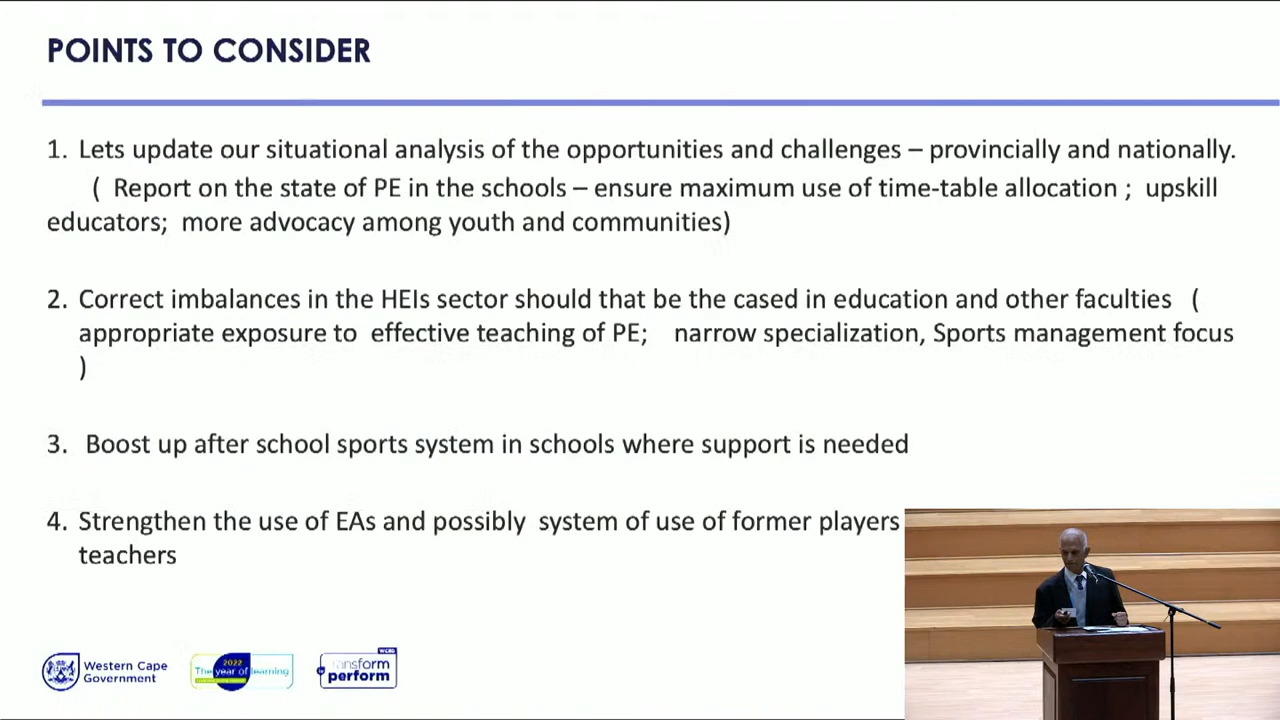 POINTS TO CONSIDER
1. Lets update our situational analysis of the opportunities and challenges – provincially and nationally.
( Report on the state of PE in the schools – ensure maximum use of time-table allocation ; upskill
educators; more advocacy among youth and communities)
2. Correct imbalances in the HEIs sector should that be the cased in education and other faculties (
appropriate exposure to effective teaching of PE; narrow specialization, Sports management focus
)
3. Boost up after school sports system in schools where support is needed
4. Strengthen the use of EAs and possibly system of use of former players
teachers
Western Cape
Government
2022
The year of learning
WCED
transform
perform